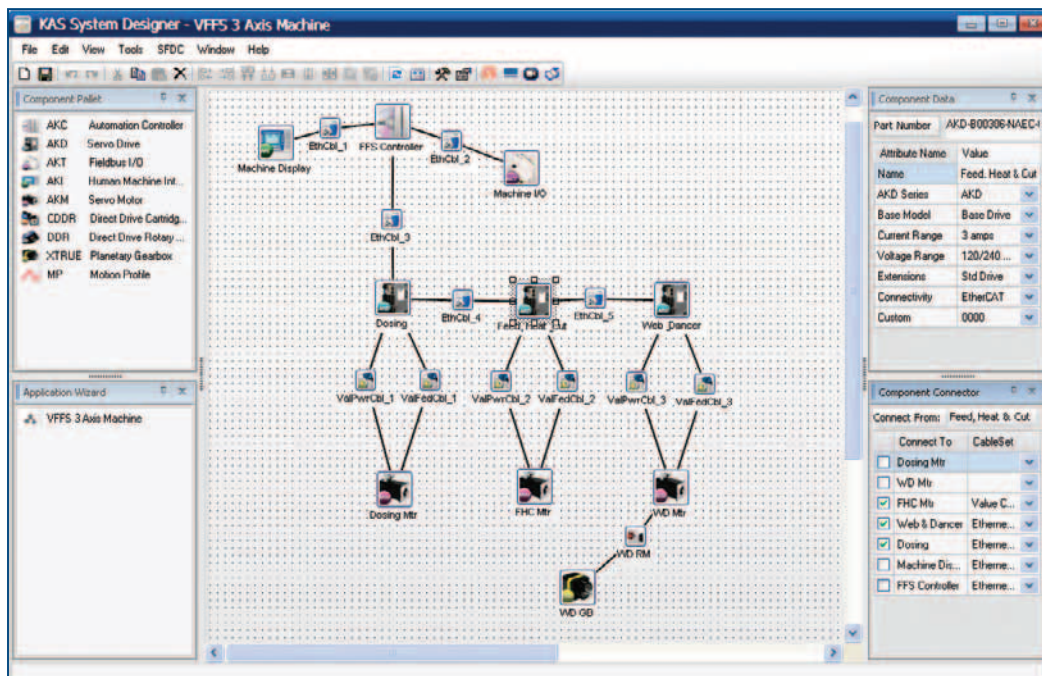 KAS System Designer - VFFS 3 Axis Machine
File Edit View Tools SFDC Window Help
Component Pallet
AKC Automation Controller
AKD Servo Drive
AKT Fieldbus I/O
AKI Human Machine Int...
AKM Servo Motor
CDDR Direct Drive Cartridg...
DDR Direct Drive Rotary ...
XTRUE Planetary Gearbox
MP Motion Profile
Application Wizard
VFFS 3 Axis Machine
Machine Display
EthCbl_1
FFS Controller
EthCbl_2
Machine I/O
EthCbl_3
Dosing
EthCbl_4
Feed, Heat_Cut
EthCbl_5
Web_Dancer
ValPwrCbl_1
ValFedCbl_1
ValPwrCbl_2
ValFedCbl_2
ValPwrCbl_3
ValFedCbl_3
Dosing Mtr
FHC Mtr
WD Mtr
WD RM
WD GB
Component Data
Part Number AKD-B00306-NAEC-
Attribute Name Value
Name Feed, Heat & Cut
AKD Series AKD
Base Model Base Drive
Current Range 3 amps
Voltage Range 120/240 ...
Extensions Std Drive
Connectivity EtherCAT
Custom 0000
Component Connector
Connect From: Feed, Heat & Cut
Connect To CableSet
Dosing Mtr
WD Mtr
FHC Mtr Value C...
Web & Dancer Etherne...
Dosing Etherne...
Machine Dis... Etherne...
FFS Controller Etherne...